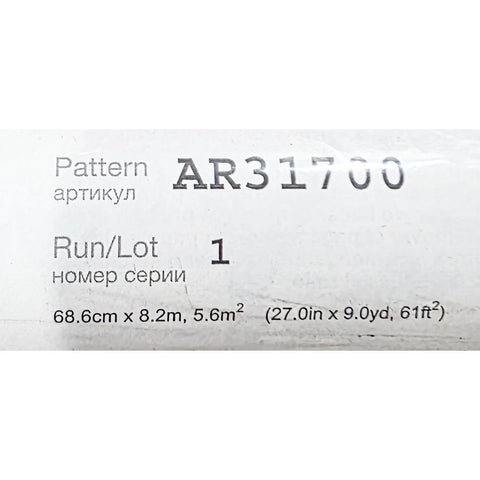 Pattern AR31700
артикул
Run/Lot 1
номер серии
68.6cm x 8.2m, 5.6m² (27.0in x 9.0yd, 61ft²)